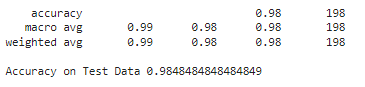 accuracy 0.98 198
macro avg 0.99 0.98 0.98 198
weighted avg 0.99 0.98 0.98 198
Accuracy on Test Data 0.9848484848484849